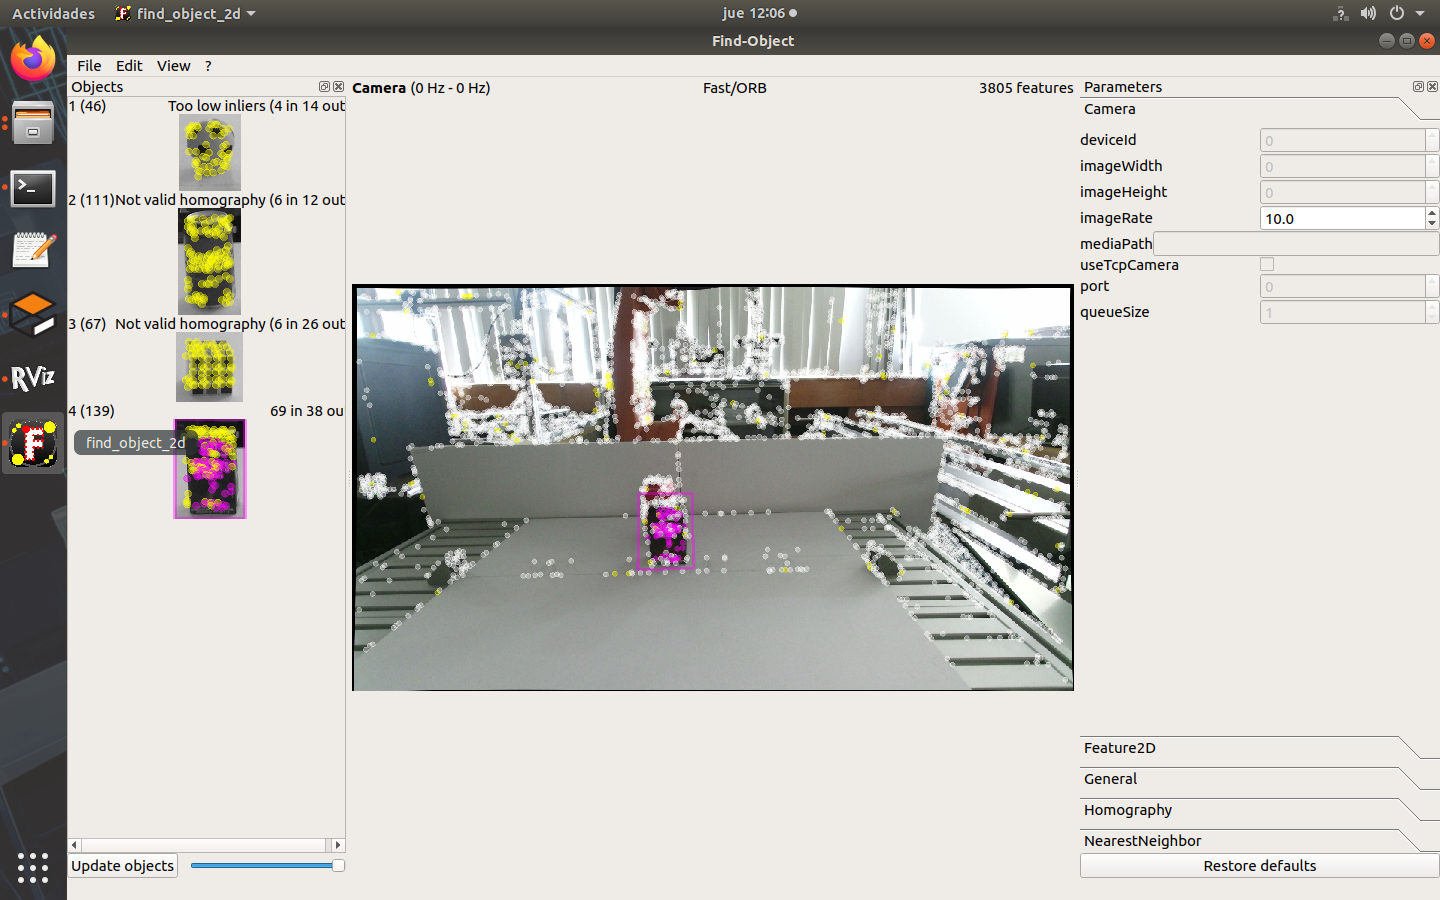 Actividades find_object_2d jue 12:06
Find-Object
File Edit View ?
Objects
1 (46) Too low inliers (4 in 14 out
2 (111)Not valid homography (6 in 12 out
3 (67) Not valid homography (6 in 26 out
4 (139) 69 in 38 ou
find_object_2d
RViz
F
Update objects
Camera (0 Hz - 0 Hz) Fast/ORB 3805 features
Parameters
Camera
deviceId 0
imageWidth 0
imageHeight 0
imageRate 10.0
mediaPath
useTcpCamera
port 0
queueSize 1
Feature2D
General
Homography
NearestNeighbor
Restore defaults